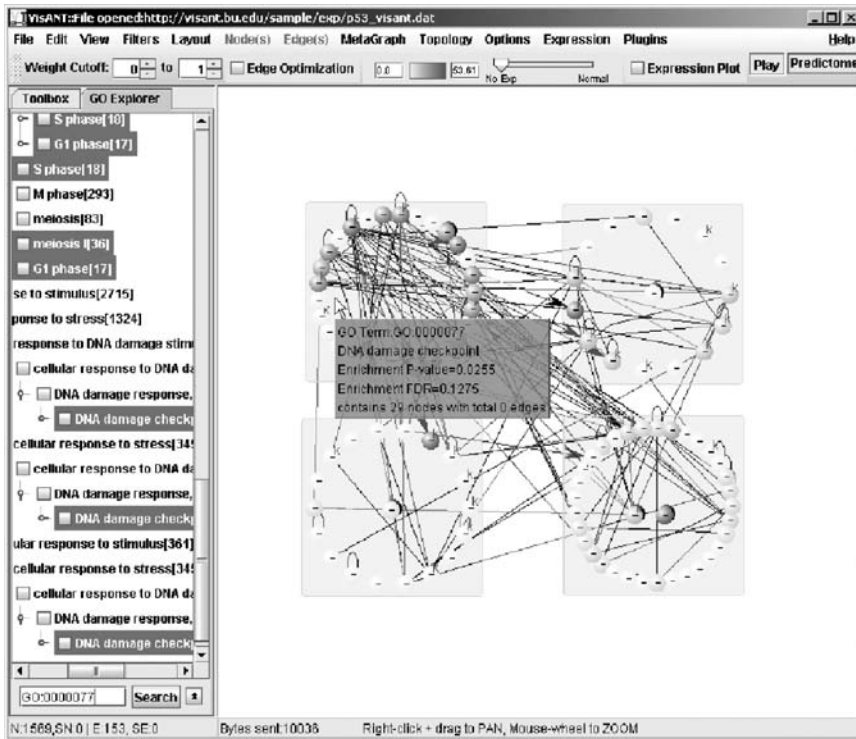 VisANT::File opened:http://visant.bu.edu/sample/exp/p53_visant.dat
File Edit View Filters Layout Node(s) Edge(s) MetaGraph Topology Options Expression Plugins Help
Weight Cutoff: 0 to 1 Edge Optimization 0.0 53.61 No Exp Normal Expression Plot Play Predictome
Toolbox GO Explorer
S phase[18]
G1 phase[17]
S phase[18]
M phase[293]
meiosis[83]
meiosis I[36]
G1 phase[17]
se to stimulus[2715]
ponse to stress[1324]
response to DNA damage stimu
cellular response to DNA da
DNA damage response,
DNA damage checkp
cellular response to stress[345
cellular response to DNA da
DNA damage response,
DNA damage checkp
ular response to stimulus[361]
cellular response to stress[345
cellular response to DNA da
DNA damage response,
DNA damage checkp
GO:0000077 Search
GO Term:GO:0000077
DNA damage checkpoint
Enrichment P-value=0.0255
Enrichment FDR=0.1275
contains 29 nodes with total 0 edges
N:1569,SN:0 | E:153, SE:0 Bytes sent:10036 Right-click + drag to PAN, Mouse-wheel to ZOOM